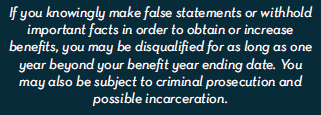 If you knowingly make false statements or withhold
important facts in order to obtain or increase
benefits, you may be disqualified for as long as one
year beyond your benefit year ending date. You
may also be subject to criminal prosecution and
possible incarceration.